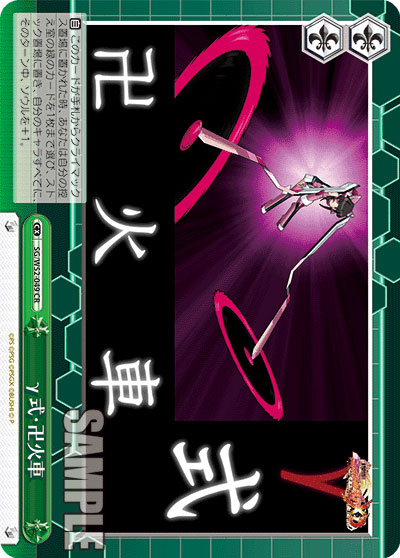 【自】 このカードが手札からクライマック
ス置場に置かれた時、あなたは自分の控
え室の緑のカードを1枚まで選び、スト
ック置場に置き、自分のキャラすべてに、
そのターン中、ソウルを+1。
卍火車
γ式
CX
SG/W52-049 CR
γ式・卍火車
SAMPLE